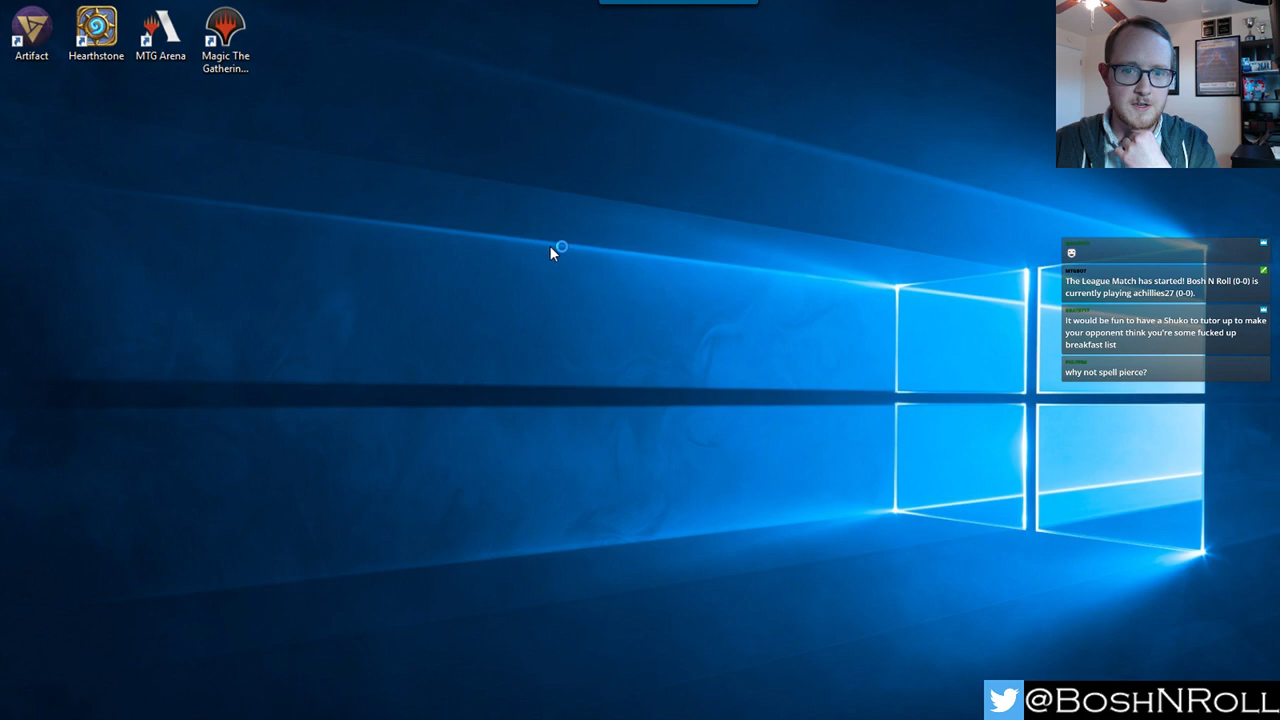 Artifact
Hearthstone
MTG Arena
Magic The
Gatherin...
MTGBOT
The League Match has started! Bosh N Roll (0-0) is
currently playing achillies27 (0-0).
It would be fun to have a Shuko to tutor up to make
your opponent think you're some fucked up
breakfast list
why not spell pierce?
@BoshNRoll